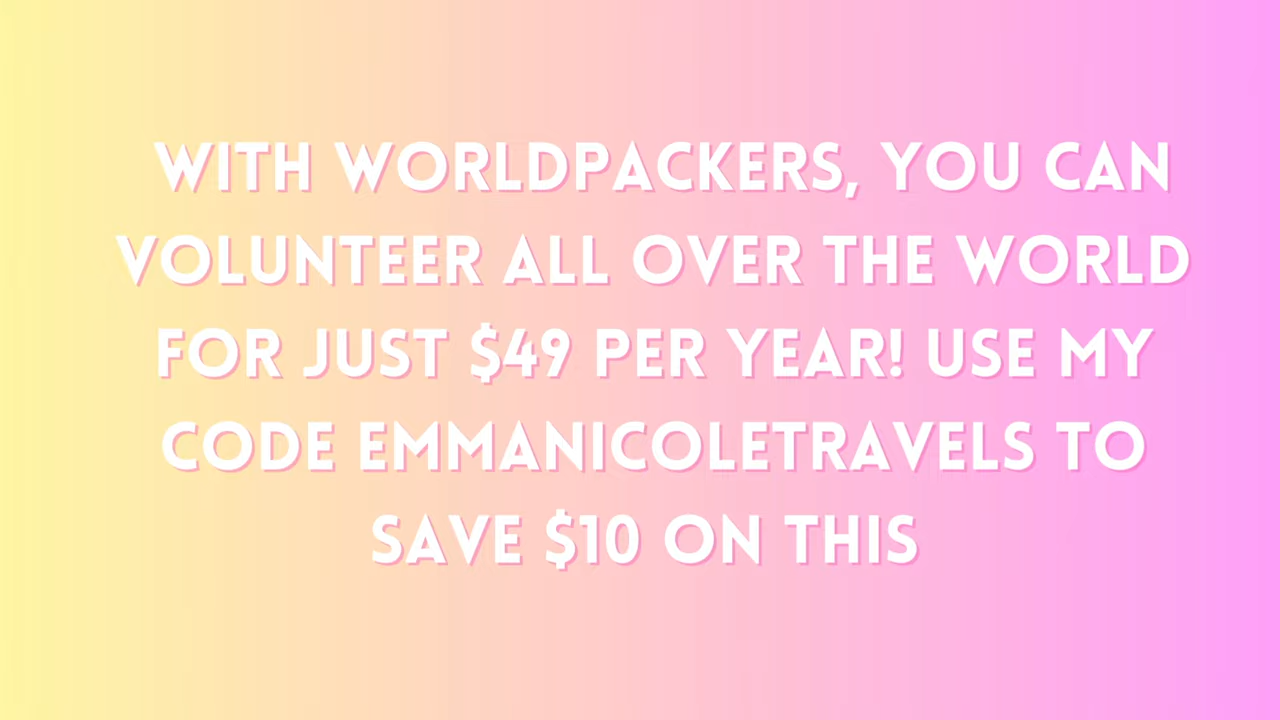 WITH WORLDPACKERS, YOU CAN
VOLUNTEER ALL OVER THE WORLD
FOR JUST $49 PER YEAR! USE MY
CODE EMMANICOLETRAVELS TO
SAVE $10 ON THIS